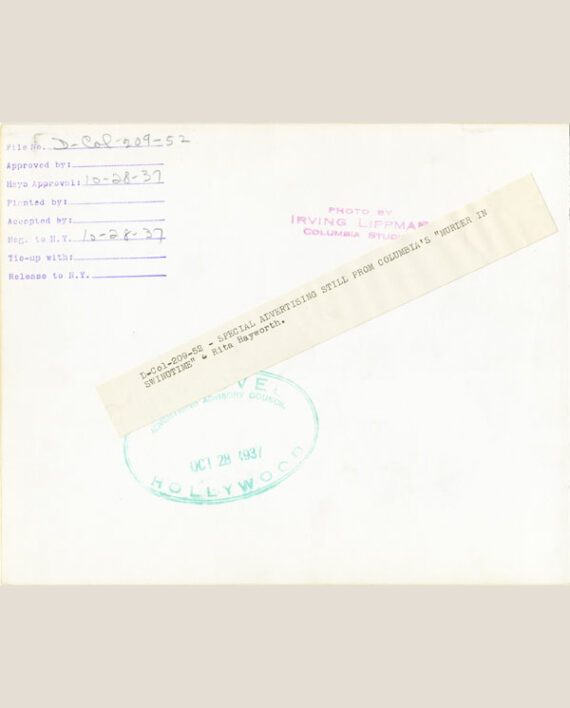 File No. D-Col-209-52
Approved by:
Hays Approval: 10-28-37
Planted by:
Accepted by:
Neg. to N.Y. 10-28-37
Tie-up with:
Release to N.Y.
PHOTO BY
IRVING LIPPMAN
COLUMBIA STUD
D-Col-209-52 - SPECIAL ADVERTISING STILL FROM COLUMBIA'S "MURDER IN
SWINGTIME" & Rita Hayworth.
VE
ADVERTISING ADVISORY COUNCIL
OCT 28 1937
HOLLYWOOD